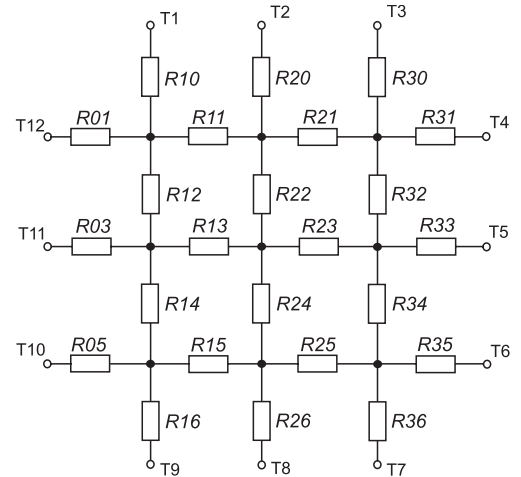 T1 T2 T3
R10 R20 R30
T12 R01 R11 R21 R31 T4
R12 R22 R32
T11 R03 R13 R23 R33 T5
R14 R24 R34
T10 R05 R15 R25 R35 T6
R16 R26 R36
T9 T8 T7